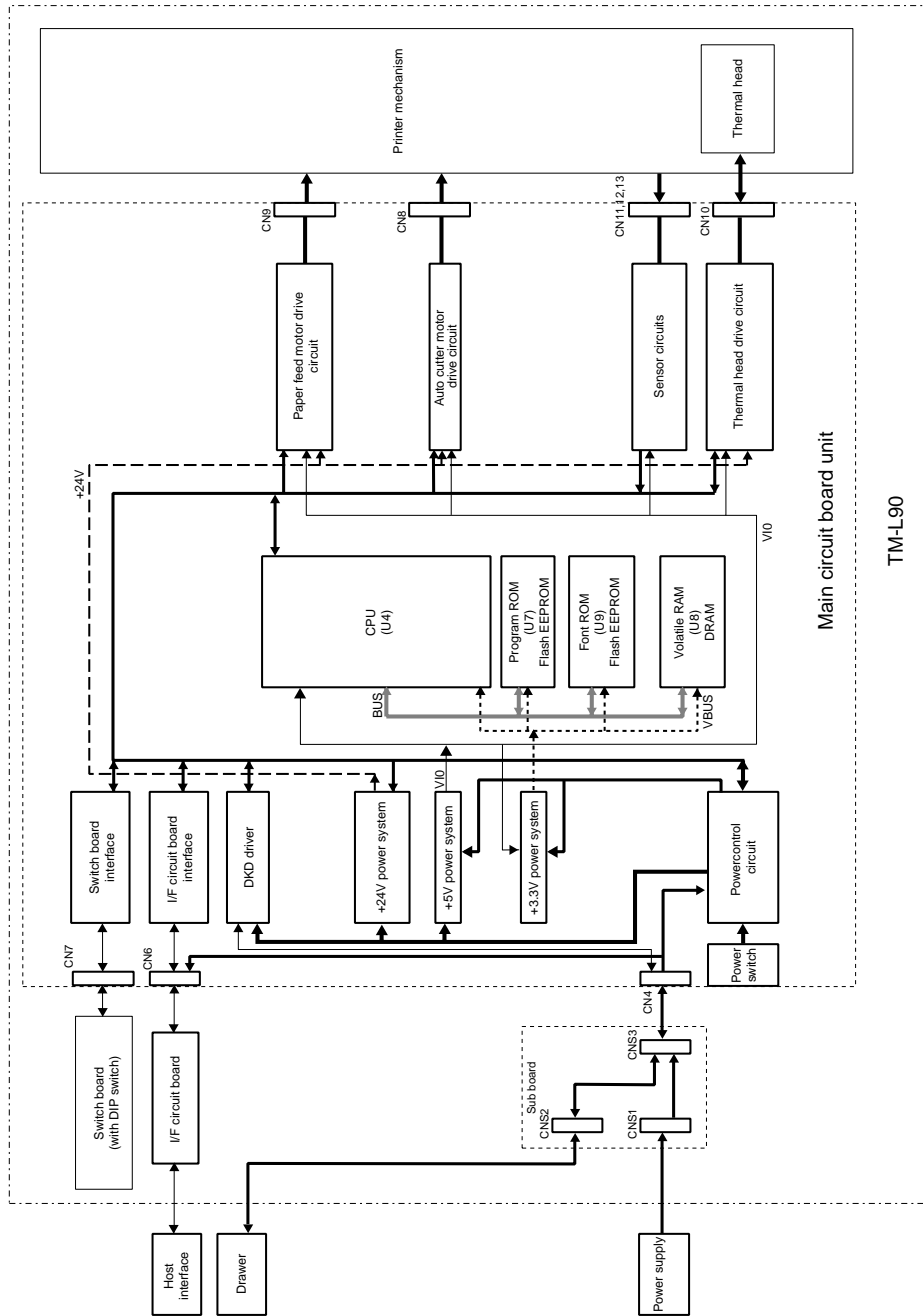 Printer mechanism
Thermal head
CN9
CN8
CN11,12,13
CN10
Paper feed motor drive
circuit
Auto cutter motor
drive circuit
Sensor circuits
Thermal head drive circuit
+24V
VI0
CPU
(U4)
Program ROM
(U7)
Flash EEPROM
Font ROM
(U9)
Flash EEPROM
Volatile RAM
(U8)
DRAM
BUS
VBUS
VI0
Switch board
interface
I/F circuit board
interface
DKD driver
+24V power system
+5V power system
+3.3V power system
Powercontrol
circuit
Power
switch
CN7
CN6
CN4
Switch board
(with DIP switch)
I/F circuit board
Sub board
CNS3
CNS2
CNS1
Host
interface
Drawer
Power supply
Main circuit board unit
TM-L90